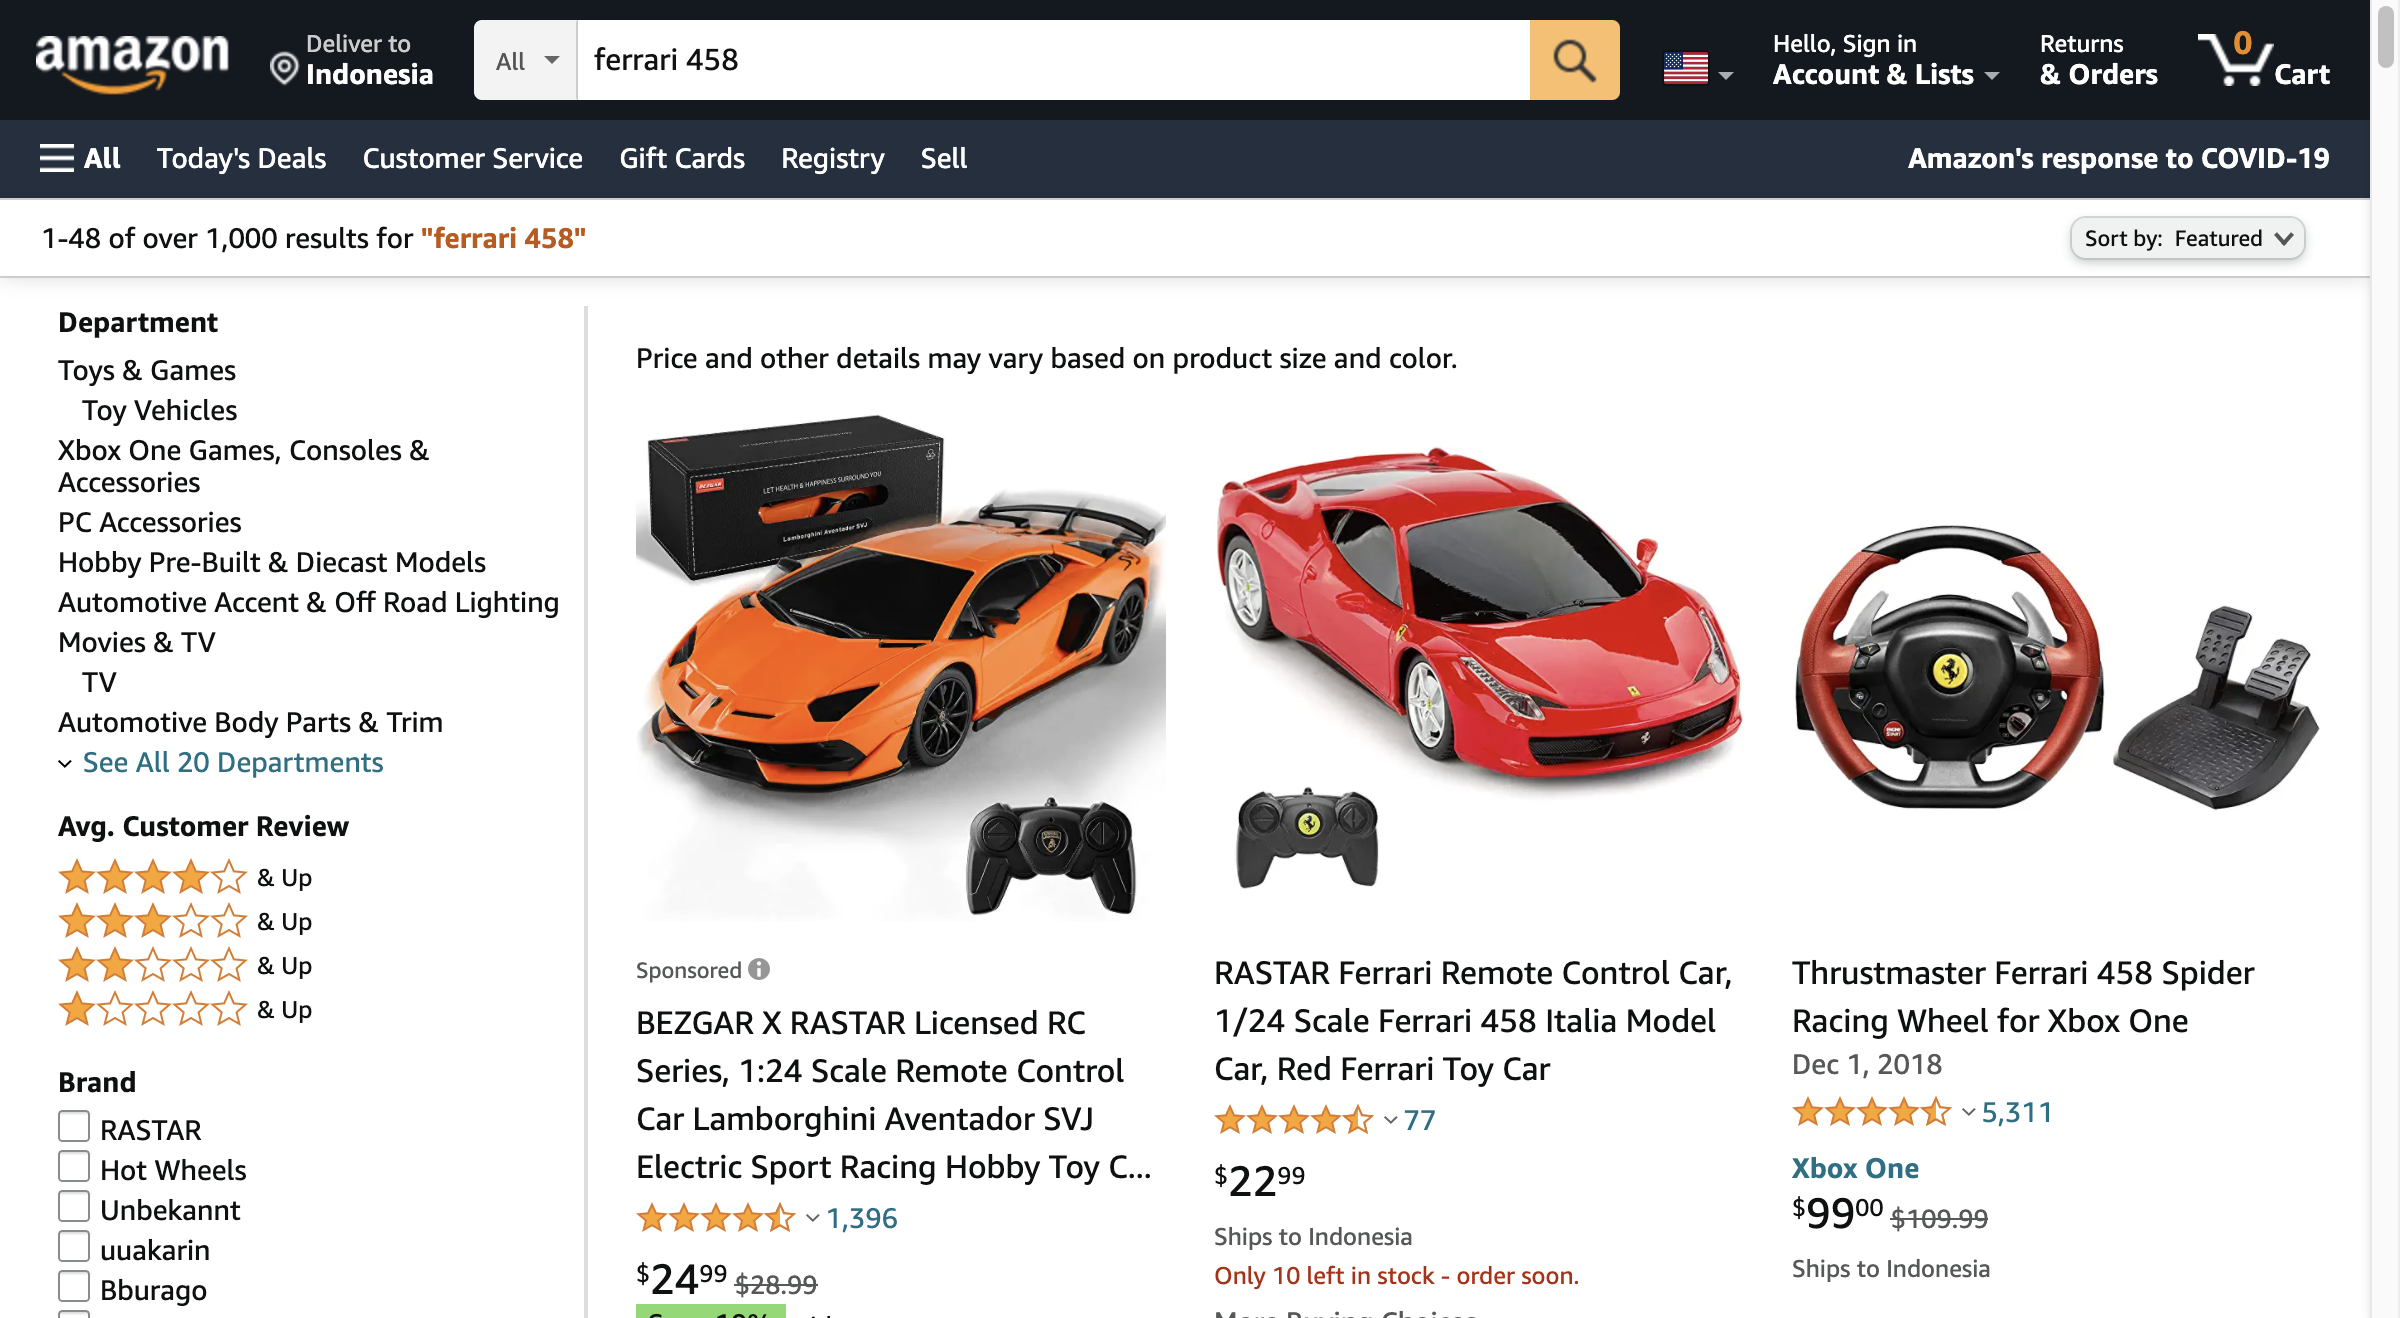 amazon
Deliver to
Indonesia
All
ferrari 458
Hello, Sign in
Account & Lists
Returns
& Orders
0
Cart
All
Today's Deals
Customer Service
Gift Cards
Registry
Sell
Amazon's response to COVID-19
1-48 of over 1,000 results for "ferrari 458"
Sort by: Featured
Department
Toys & Games
Toy Vehicles
Xbox One Games, Consoles &
Accessories
PC Accessories
Hobby Pre-Built & Diecast Models
Automotive Accent & Off Road Lighting
Movies & TV
TV
Automotive Body Parts & Trim
See All 20 Departments
Avg. Customer Review
& Up
& Up
& Up
& Up
Brand
RASTAR
Hot Wheels
Unbekannt
uuakarin
Bburago
Price and other details may vary based on product size and color.
BEZGAR
LET HEALTH & HAPPINESS SURROUND YOU
Lamborghini Aventador SVJ
Sponsored
BEZGAR X RASTAR Licensed RC
Series, 1:24 Scale Remote Control
Car Lamborghini Aventador SVJ
Electric Sport Racing Hobby Toy C...
1,396
$24.99 $28.99
RASTAR Ferrari Remote Control Car,
1/24 Scale Ferrari 458 Italia Model
Car, Red Ferrari Toy Car
77
$22.99
Ships to Indonesia
Only 10 left in stock - order soon.
More Buying Choices
Thrustmaster Ferrari 458 Spider
Racing Wheel for Xbox One
Dec 1, 2018
5,311
Xbox One
$99.00 $109.99
Ships to Indonesia